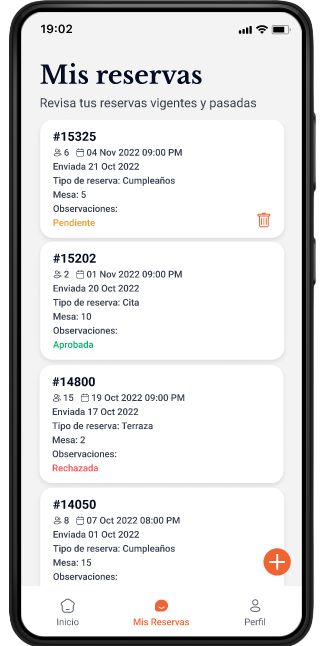 19:02
Mis reservas
Revisa tus reservas vigentes y pasadas
#15325
6 04 Nov 2022 09:00 PM
Enviada 21 Oct 2022
Tipo de reserva: Cumpleaños
Mesa: 5
Observaciones:
Pendiente
#15202
2 01 Nov 2022 09:00 PM
Enviada 20 Oct 2022
Tipo de reserva: Cita
Mesa: 10
Observaciones:
Aprobada
#14800
15 19 Oct 2022 09:00 PM
Enviada 17 Oct 2022
Tipo de reserva: Terraza
Mesa: 2
Observaciones:
Rechazada
#14050
8 07 Oct 2022 08:00 PM
Enviada 01 Oct 2022
Tipo de reserva: Cumpleaños
Mesa: 15
Observaciones:
Inicio Mis Reservas Perfil